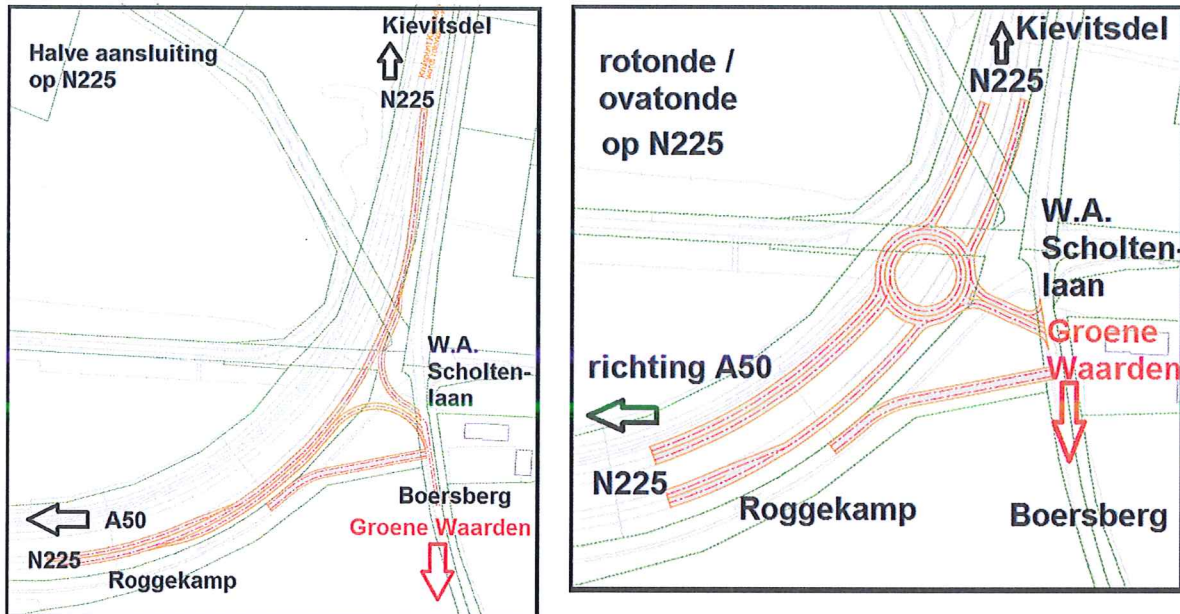 Halve aansluiting
op N225
Kievitsdel
N225
W.A.
Scholten-
laan
Boersberg
Groene Waarden
A50
N225
Roggekamp
rotonde /
ovatonde
op N225
Kievitsdel
N225
W.A.
Scholten-
laan
Groene
Waarden
richting A50
N225
Roggekamp
Boersberg